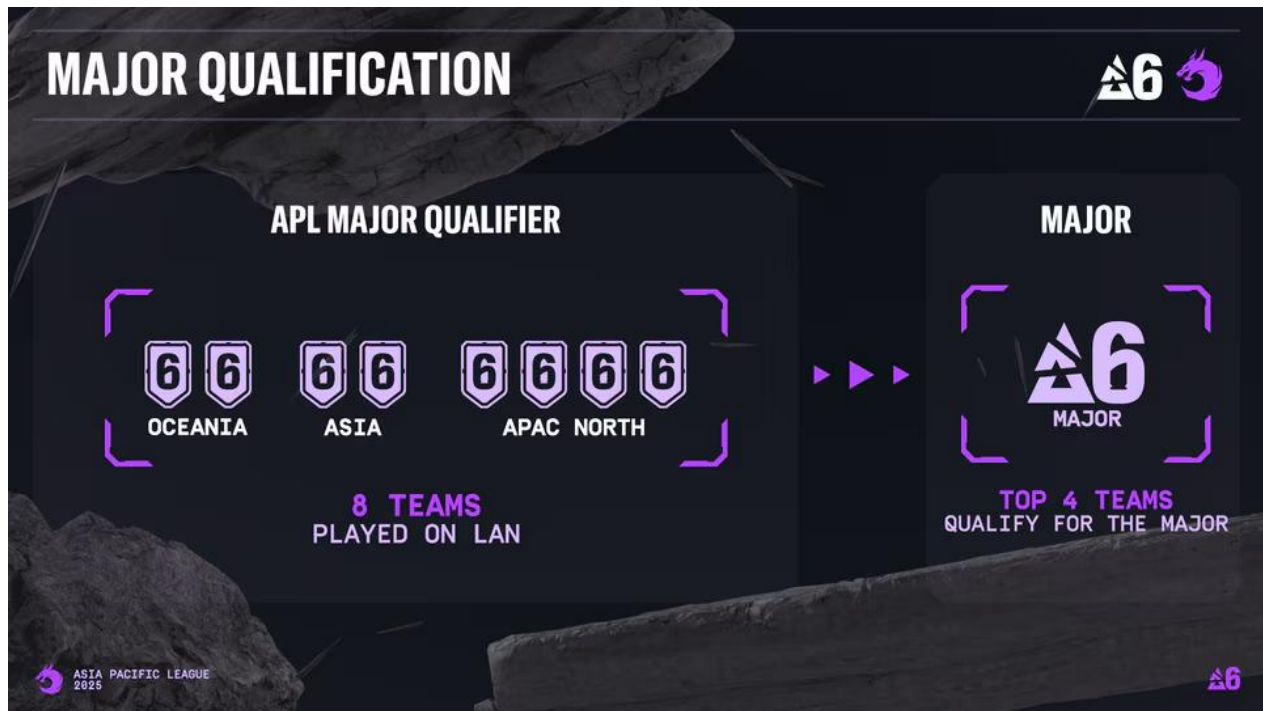 MAJOR QUALIFICATION
6
APL MAJOR QUALIFIER
MAJOR
6 6 6 6 6 6 6 6
OCEANIA
ASIA
APAC NORTH
6
MAJOR
8 TEAMS
PLAYED ON LAN
TOP 4 TEAMS
QUALIFY FOR THE MAJOR
ASIA PACIFIC LEAGUE
2025
6